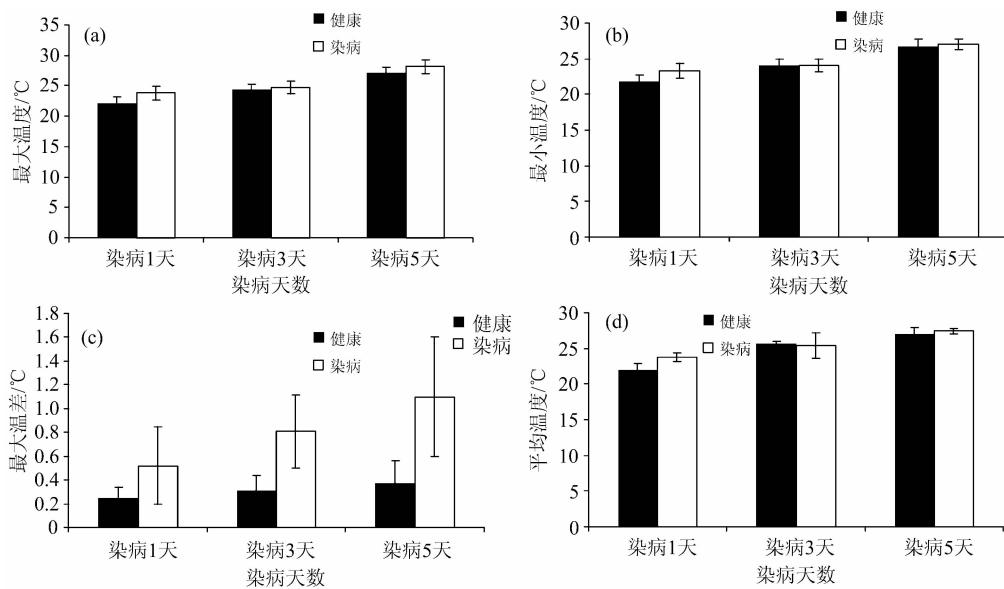 (a)
健康
染病
最大温度/℃
35
30
25
20
15
10
5
0
染病1天
染病3天
染病5天
染病天数
(b)
健康
染病
最小温度/℃
30
25
20
15
10
5
0
染病1天
染病3天
染病5天
染病天数
(c)
健康
染病
健康
染病
最大温差/℃
1.8
1.6
1.4
1.2
1.0
0.8
0.6
0.4
0.2
0
染病1天
染病3天
染病5天
染病天数
(d)
健康
染病
平均温度/℃
30
25
20
15
10
5
0
染病1天
染病3天
染病5天
染病天数